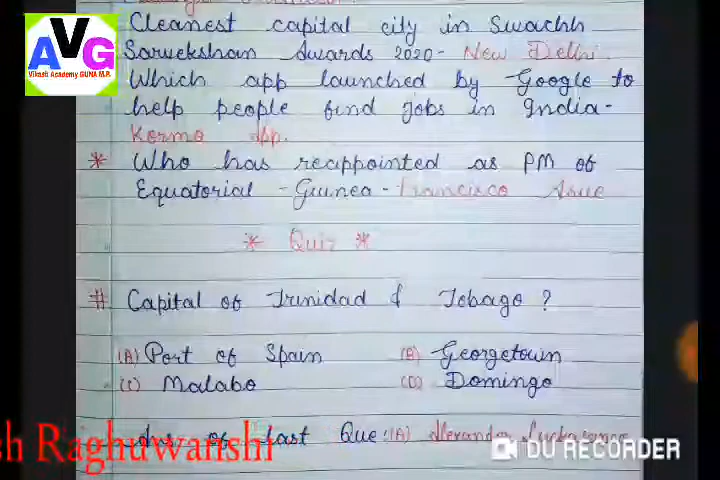 AVG
Vikash Academy GUNA M.P.
Cleanest capital city in Swachh
Sarvekshan Awards 2020- New Delhi.
Which app launched by Google to
help people find jobs in India-
Kormo App.
* Who has reappointed as PM of
Equatorial -Guinea- Francisco Asue
* Quiz *
# Capital of Trinidad & Tobago ?
(A) Port of Spain (B) Georgetown
(C) Malabo (D) Domingo
of Last Que:(A)
sh Raghuwanshi
DU RECORDER